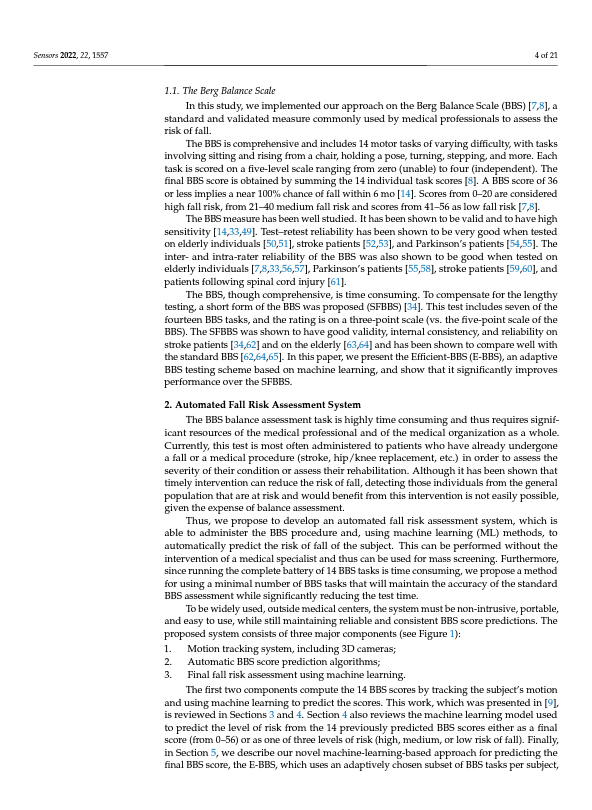 Sensors 2022, 22, 1557
4 of 21
1.1. The Berg Balance Scale
In this study, we implemented our approach on the Berg Balance Scale (BBS) [7,8], a
standard and validated measure commonly used by medical professionals to assess the
risk of fall.
The BBS is comprehensive and includes 14 motor tasks of varying difficulty, with tasks
involving sitting and rising from a chair, holding a pose, turning, stepping, and more. Each
task is scored on a five-level scale ranging from zero (unable) to four (independent). The
final BBS score is obtained by summing the 14 individual task scores [8]. A BBS score of 36
or less implies a near 100% chance of fall within 6 mo [14]. Scores from 0–20 are considered
high fall risk, from 21–40 medium fall risk and scores from 41–56 as low fall risk [7,8].
The BBS measure has been well studied. It has been shown to be valid and to have high
sensitivity [14,33,49]. Test–retest reliability has been shown to be very good when tested
on elderly individuals [50,51], stroke patients [52,53], and Parkinson's patients [54,55]. The
inter- and intra-rater reliability of the BBS was also shown to be good when tested on
elderly individuals [7,8,33,56,57], Parkinson's patients [55,58], stroke patients [59,60], and
patients following spinal cord injury [61].
The BBS, though comprehensive, is time consuming. To compensate for the lengthy
testing, a short form of the BBS was proposed (SFBBS) [34]. This test includes seven of the
fourteen BBS tasks, and the rating is on a three-point scale (vs. the five-point scale of the
BBS). The SFBBS was shown to have good validity, internal consistency, and reliability on
stroke patients [34,62] and on the elderly [63,64] and has been shown to compare well with
the standard BBS [62,64,65]. In this paper, we present the Efficient-BBS (E-BBS), an adaptive
BBS testing scheme based on machine learning, and show that it significantly improves
performance over the SFBBS.
2. Automated Fall Risk Assessment System
The BBS balance assessment task is highly time consuming and thus requires signif-
icant resources of the medical professional and of the medical organization as a whole.
Currently, this test is most often administered to patients who have already undergone
a fall or a medical procedure (stroke, hip/knee replacement, etc.) in order to assess the
severity of their condition or assess their rehabilitation. Although it has been shown that
timely intervention can reduce the risk of fall, detecting those individuals from the general
population that are at risk and would benefit from this intervention is not easily possible,
given the expense of balance assessment.
Thus, we propose to develop an automated fall risk assessment system, which is
able to administer the BBS procedure and, using machine learning (ML) methods, to
automatically predict the risk of fall of the subject. This can be performed without the
intervention of a medical specialist and thus can be used for mass screening. Furthermore,
since running the complete battery of 14 BBS tasks is time consuming, we propose a method
for using a minimal number of BBS tasks that will maintain the accuracy of the standard
BBS assessment while significantly reducing the test time.
To be widely used, outside medical centers, the system must be non-intrusive, portable,
and easy to use, while still maintaining reliable and consistent BBS score predictions. The
proposed system consists of three major components (see Figure 1):
1. Motion tracking system, including 3D cameras;
2. Automatic BBS score prediction algorithms;
3. Final fall risk assessment using machine learning.
The first two components compute the 14 BBS scores by tracking the subject's motion
and using machine learning to predict the scores. This work, which was presented in [9],
is reviewed in Sections 3 and 4. Section 4 also reviews the machine learning model used
to predict the level of risk from the 14 previously predicted BBS scores either as a final
score (from 0–56) or as one of three levels of risk (high, medium, or low risk of fall). Finally,
in Section 5, we describe our novel machine-learning-based approach for predicting the
final BBS score, the E-BBS, which uses an adaptively chosen subset of BBS tasks per subject,